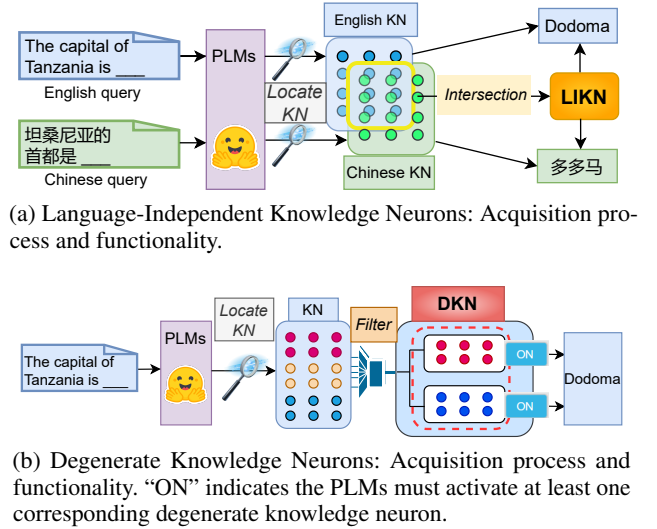 The capital of
Tanzania is ___
English query
PLMs
English KN
Dodoma
Locate
KN
Intersection
LIKN
坦桑尼亚的
首都是 ___
Chinese query
Chinese KN
多多马
(a) Language-Independent Knowledge Neurons: Acquisition pro-
cess and functionality.
The capital of
Tanzania is ___
PLMs
Locate
KN
KN
Filter
DKN
ON
ON
Dodoma
(b) Degenerate Knowledge Neurons: Acquisition process and
functionality. “ON” indicates the PLMs must activate at least one
corresponding degenerate knowledge neuron.